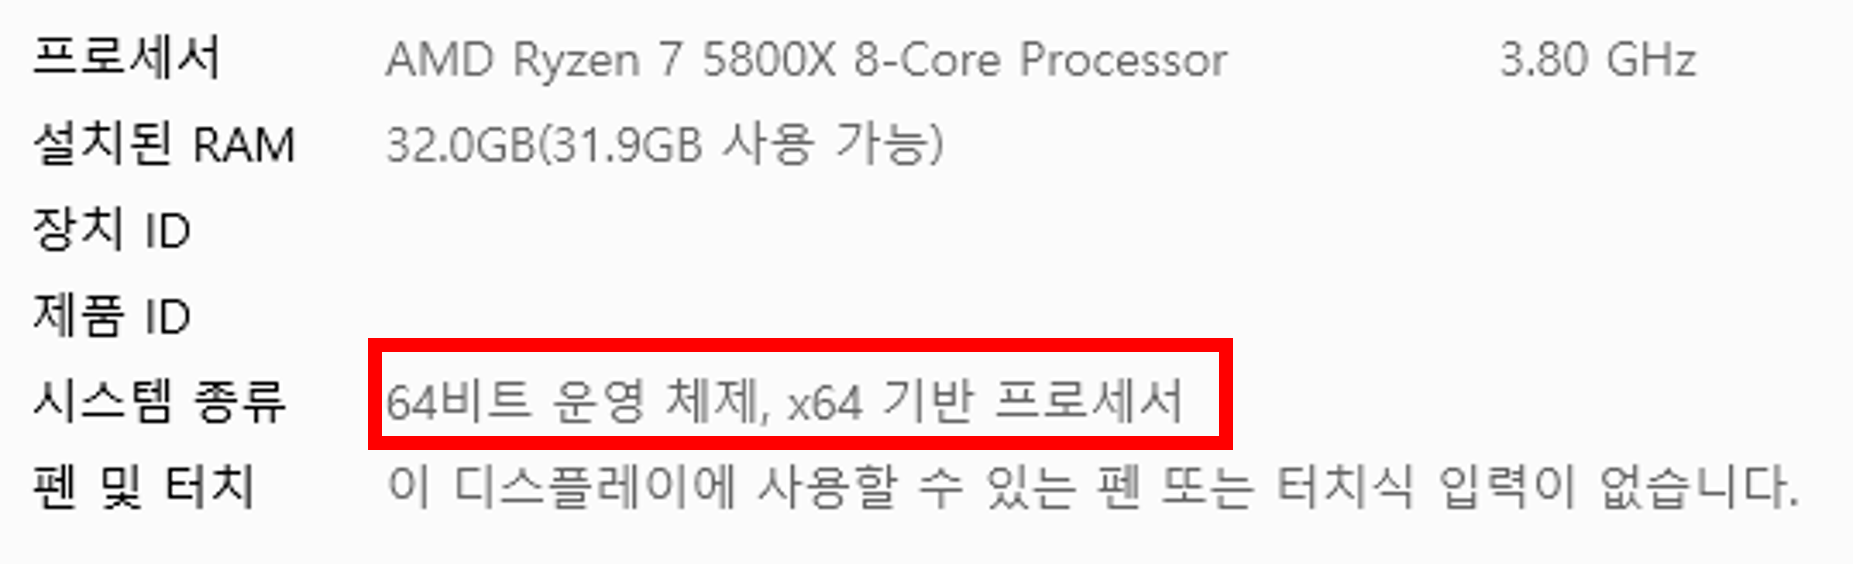 프로세서 AMD Ryzen 7 5800X 8-Core Processor 3.80 GHz
설치된 RAM 32.0GB(31.9GB 사용 가능)
장치 ID
제품 ID
시스템 종류 64비트 운영 체제, x64 기반 프로세서
펜 및 터치 이 디스플레이에 사용할 수 있는 펜 또는 터치식 입력이 없습니다.